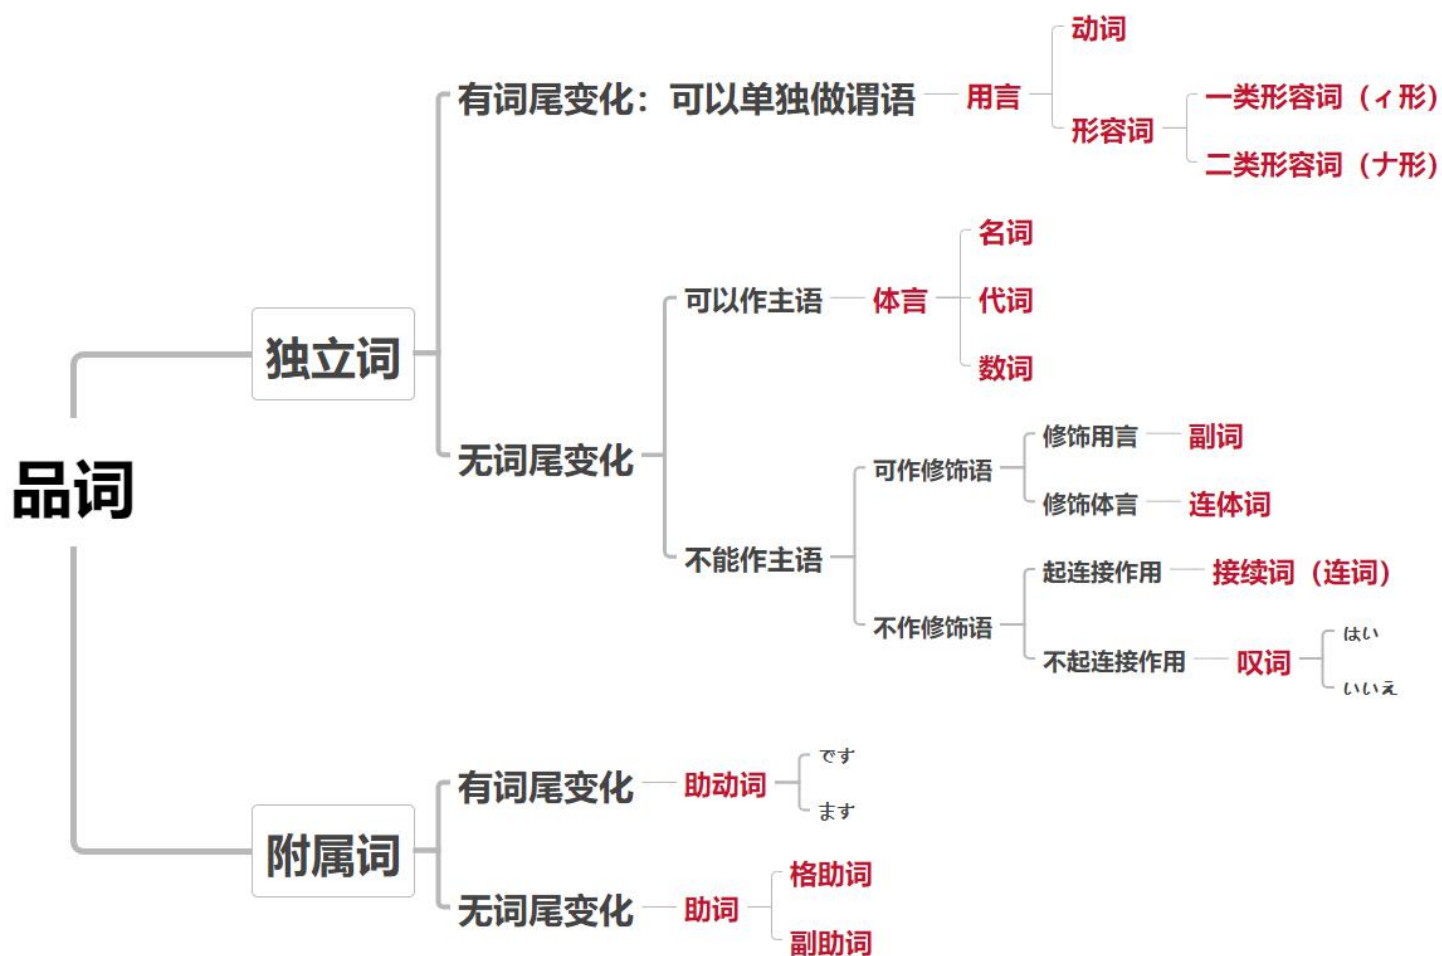 品词
独立词
有词尾变化：可以单独做谓语
用言
动词
形容词
一类形容词（ィ形）
二类形容词（ナ形）
无词尾变化
可以作主语
体言
名词
代词
数词
不能作主语
可作修饰语
修饰用言
副词
修饰体言
连体词
不作修饰语
起连接作用
接续词（连词）
不起连接作用
叹词
はい
いいえ
附属词
有词尾变化
助动词
です
ます
无词尾变化
助词
格助词
副助词